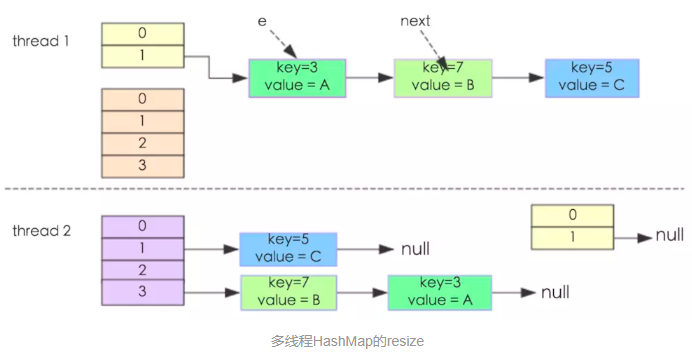 thread 1
0
1
e
next
key=3
value = A
key=7
value = B
key=5
value = C
0
1
2
3
thread 2
0
1
2
3
key=5
value = C
null
key=7
value = B
key=3
value = A
null
0
1
null
多线程HashMap的resize